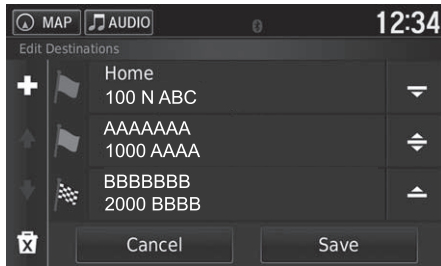 MAP AUDIO 12:34
Edit Destinations
Home
100 N ABC
AAAAAAA
1000 AAAA
BBBBBBB
2000 BBBB
Cancel Save